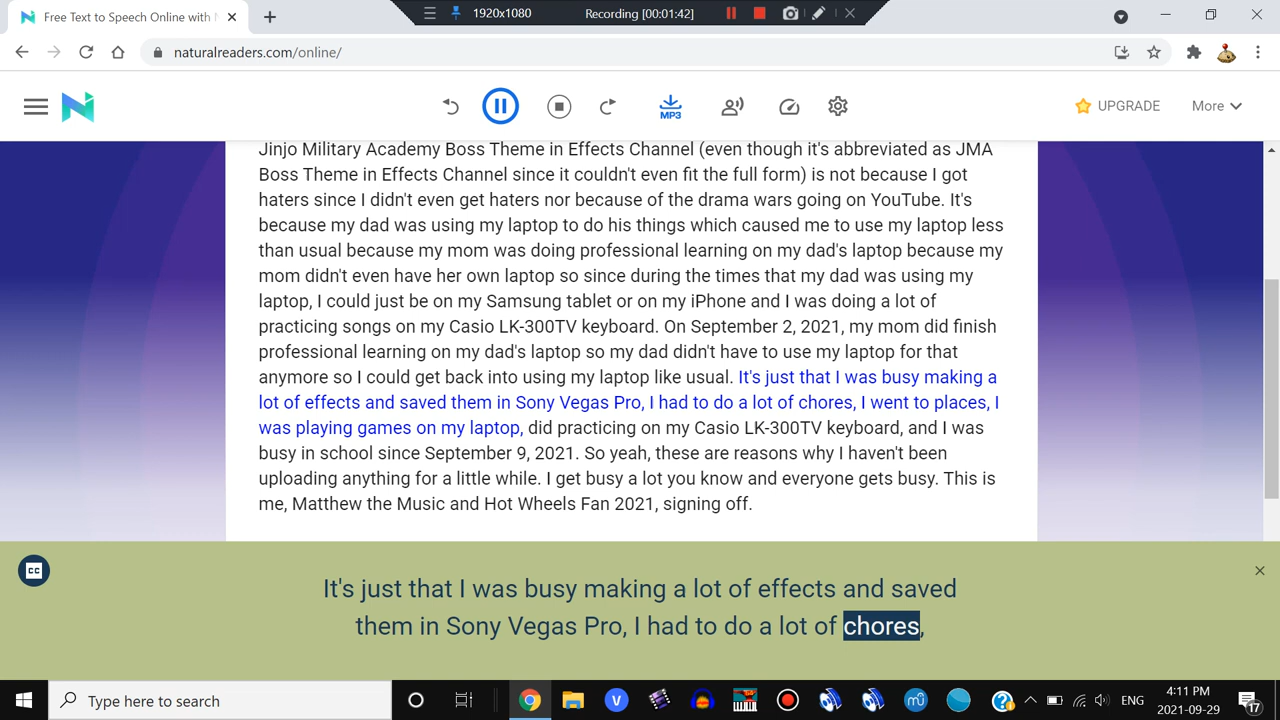 Free Text to Speech Online with N
1920x1080
Recording [00:01:42]
naturalreaders.com/online/
MP3
UPGRADE
More
Jinjo Military Academy Boss Theme in Effects Channel (even though it's abbreviated as JMA
Boss Theme in Effects Channel since it couldn't even fit the full form) is not because I got
haters since I didn't even get haters nor because of the drama wars going on YouTube. It's
because my dad was using my laptop to do his things which caused me to use my laptop less
than usual because my mom was doing professional learning on my dad's laptop because my
mom didn't even have her own laptop so since during the times that my dad was using my
laptop, I could just be on my Samsung tablet or on my iPhone and I was doing a lot of
practicing songs on my Casio LK-300TV keyboard. On September 2, 2021, my mom did finish
professional learning on my dad's laptop so my dad didn't have to use my laptop for that
anymore so I could get back into using my laptop like usual. It's just that I was busy making a
lot of effects and saved them in Sony Vegas Pro, I had to do a lot of chores, I went to places, I
was playing games on my laptop, did practicing on my Casio LK-300TV keyboard, and I was
busy in school since September 9, 2021. So yeah, these are reasons why I haven't been
uploading anything for a little while. I get busy a lot you know and everyone gets busy. This is
me, Matthew the Music and Hot Wheels Fan 2021, signing off.
CC
It's just that I was busy making a lot of effects and saved
them in Sony Vegas Pro, I had to do a lot of chores,
Type here to search
ENG
4:11 PM
2021-09-29
17